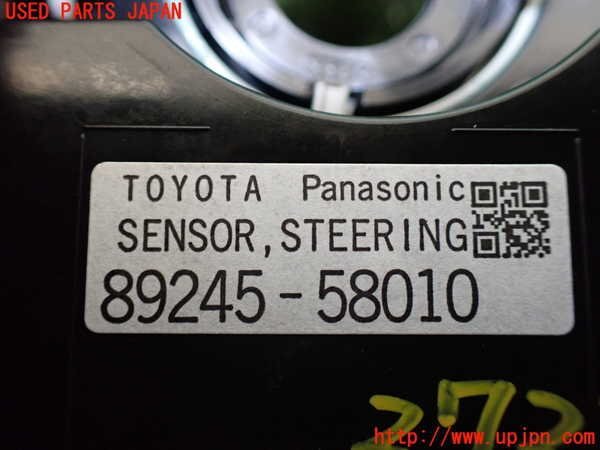 USED PARTS JAPAN
TOYOTA Panasonic
SENSOR, STEERING
89245-58010
http://www.upjpn.com/